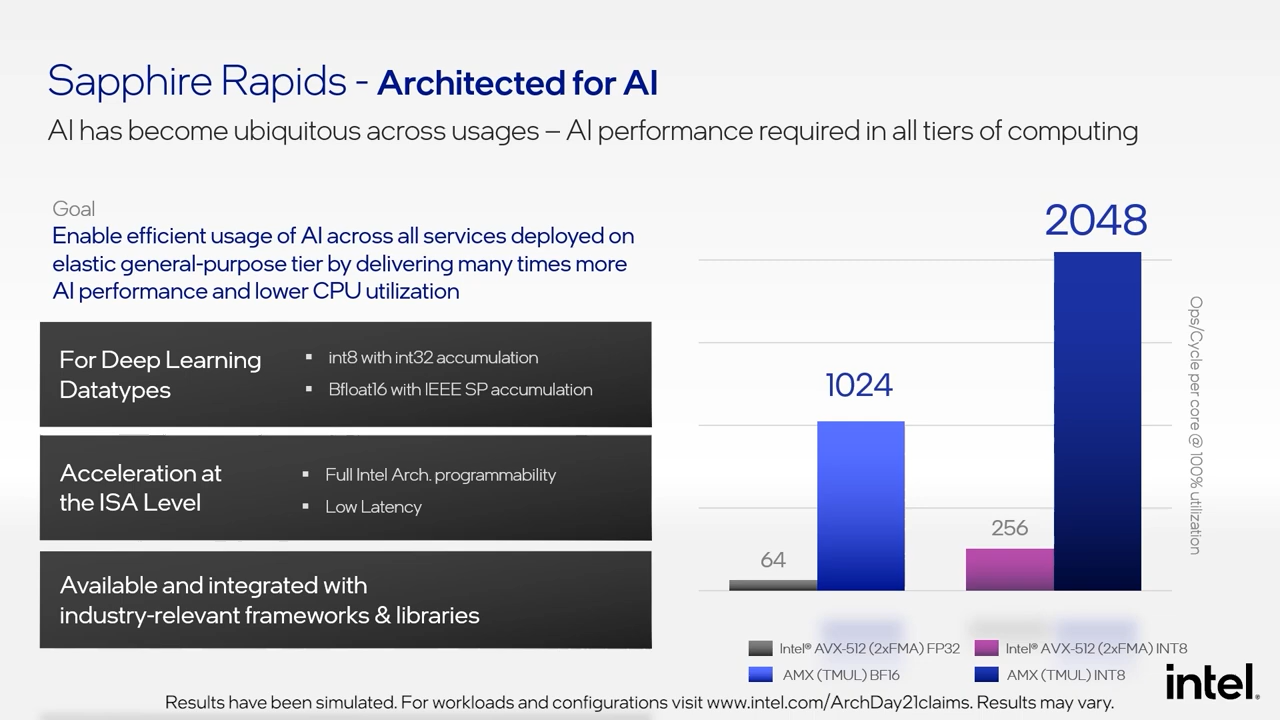 Sapphire Rapids - Architected for AI
AI has become ubiquitous across usages – AI performance required in all tiers of computing
Goal
Enable efficient usage of AI across all services deployed on
elastic general-purpose tier by delivering many times more
AI performance and lower CPU utilization
For Deep Learning
Datatypes
▪ int8 with int32 accumulation
▪ Bfloat16 with IEEE SP accumulation
Acceleration at
the ISA Level
▪ Full Intel Arch. programmability
▪ Low Latency
Available and integrated with
industry-relevant frameworks & libraries
64
1024
256
2048
Ops/Cycle per core @ 100% utilization
Intel® AVX-512 (2xFMA) FP32
Intel® AVX-512 (2xFMA) INT8
AMX (TMUL) BF16
AMX (TMUL) INT8
intel.
Results have been simulated. For workloads and configurations visit www.intel.com/ArchDay21claims. Results may vary.